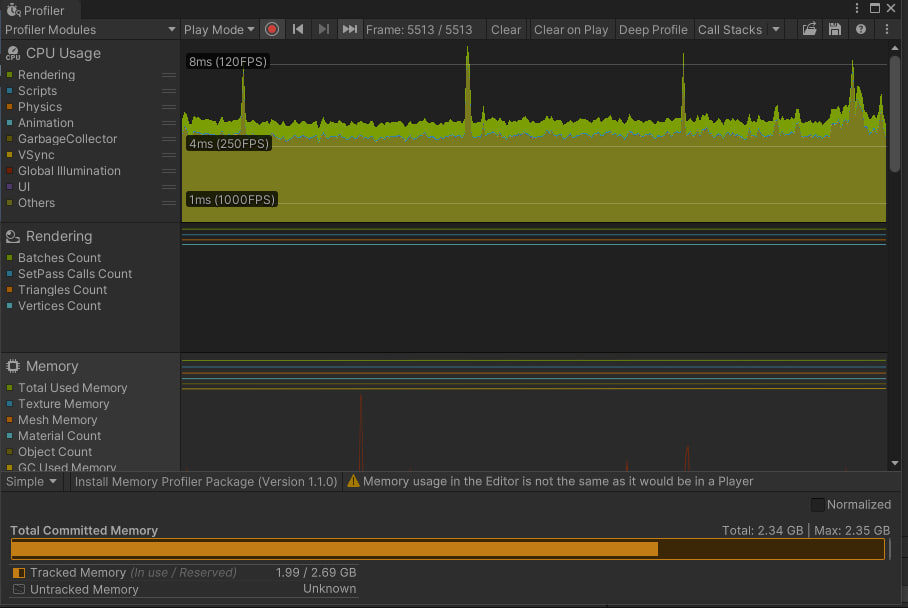 Profiler
Profiler Modules Play Mode Frame: 5513 / 5513 Clear Clear on Play Deep Profile Call Stacks
CPU Usage
CPU
8ms (120FPS)
Rendering
Scripts
Physics
Animation
GarbageCollector
4ms (250FPS)
VSync
Global Illumination
UI
Others
1ms (1000FPS)
Rendering
Batches Count
SetPass Calls Count
Triangles Count
Vertices Count
Memory
Total Used Memory
Texture Memory
Mesh Memory
Material Count
Object Count
GC Used Memory
Simple Install Memory Profiler Package (Version 1.1.0) Memory usage in the Editor is not the same as it would be in a Player
Normalized
Total Committed Memory Total: 2.34 GB | Max: 2.35 GB
Tracked Memory (In use / Reserved) 1.99 / 2.69 GB
Untracked Memory Unknown